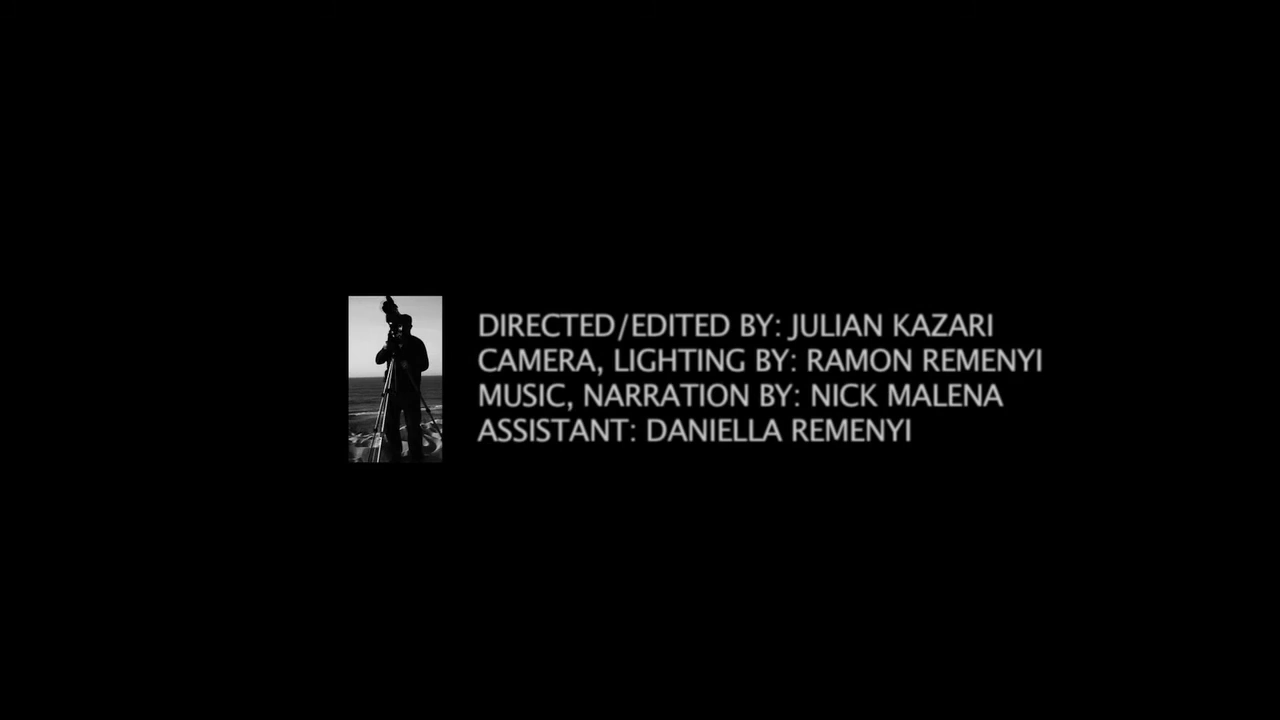 DIRECTED/EDITED BY: JULIAN KAZARI
CAMERA, LIGHTING BY: RAMON REMENYI
MUSIC, NARRATION BY: NICK MALENA
ASSISTANT: DANIELLA REMENYI